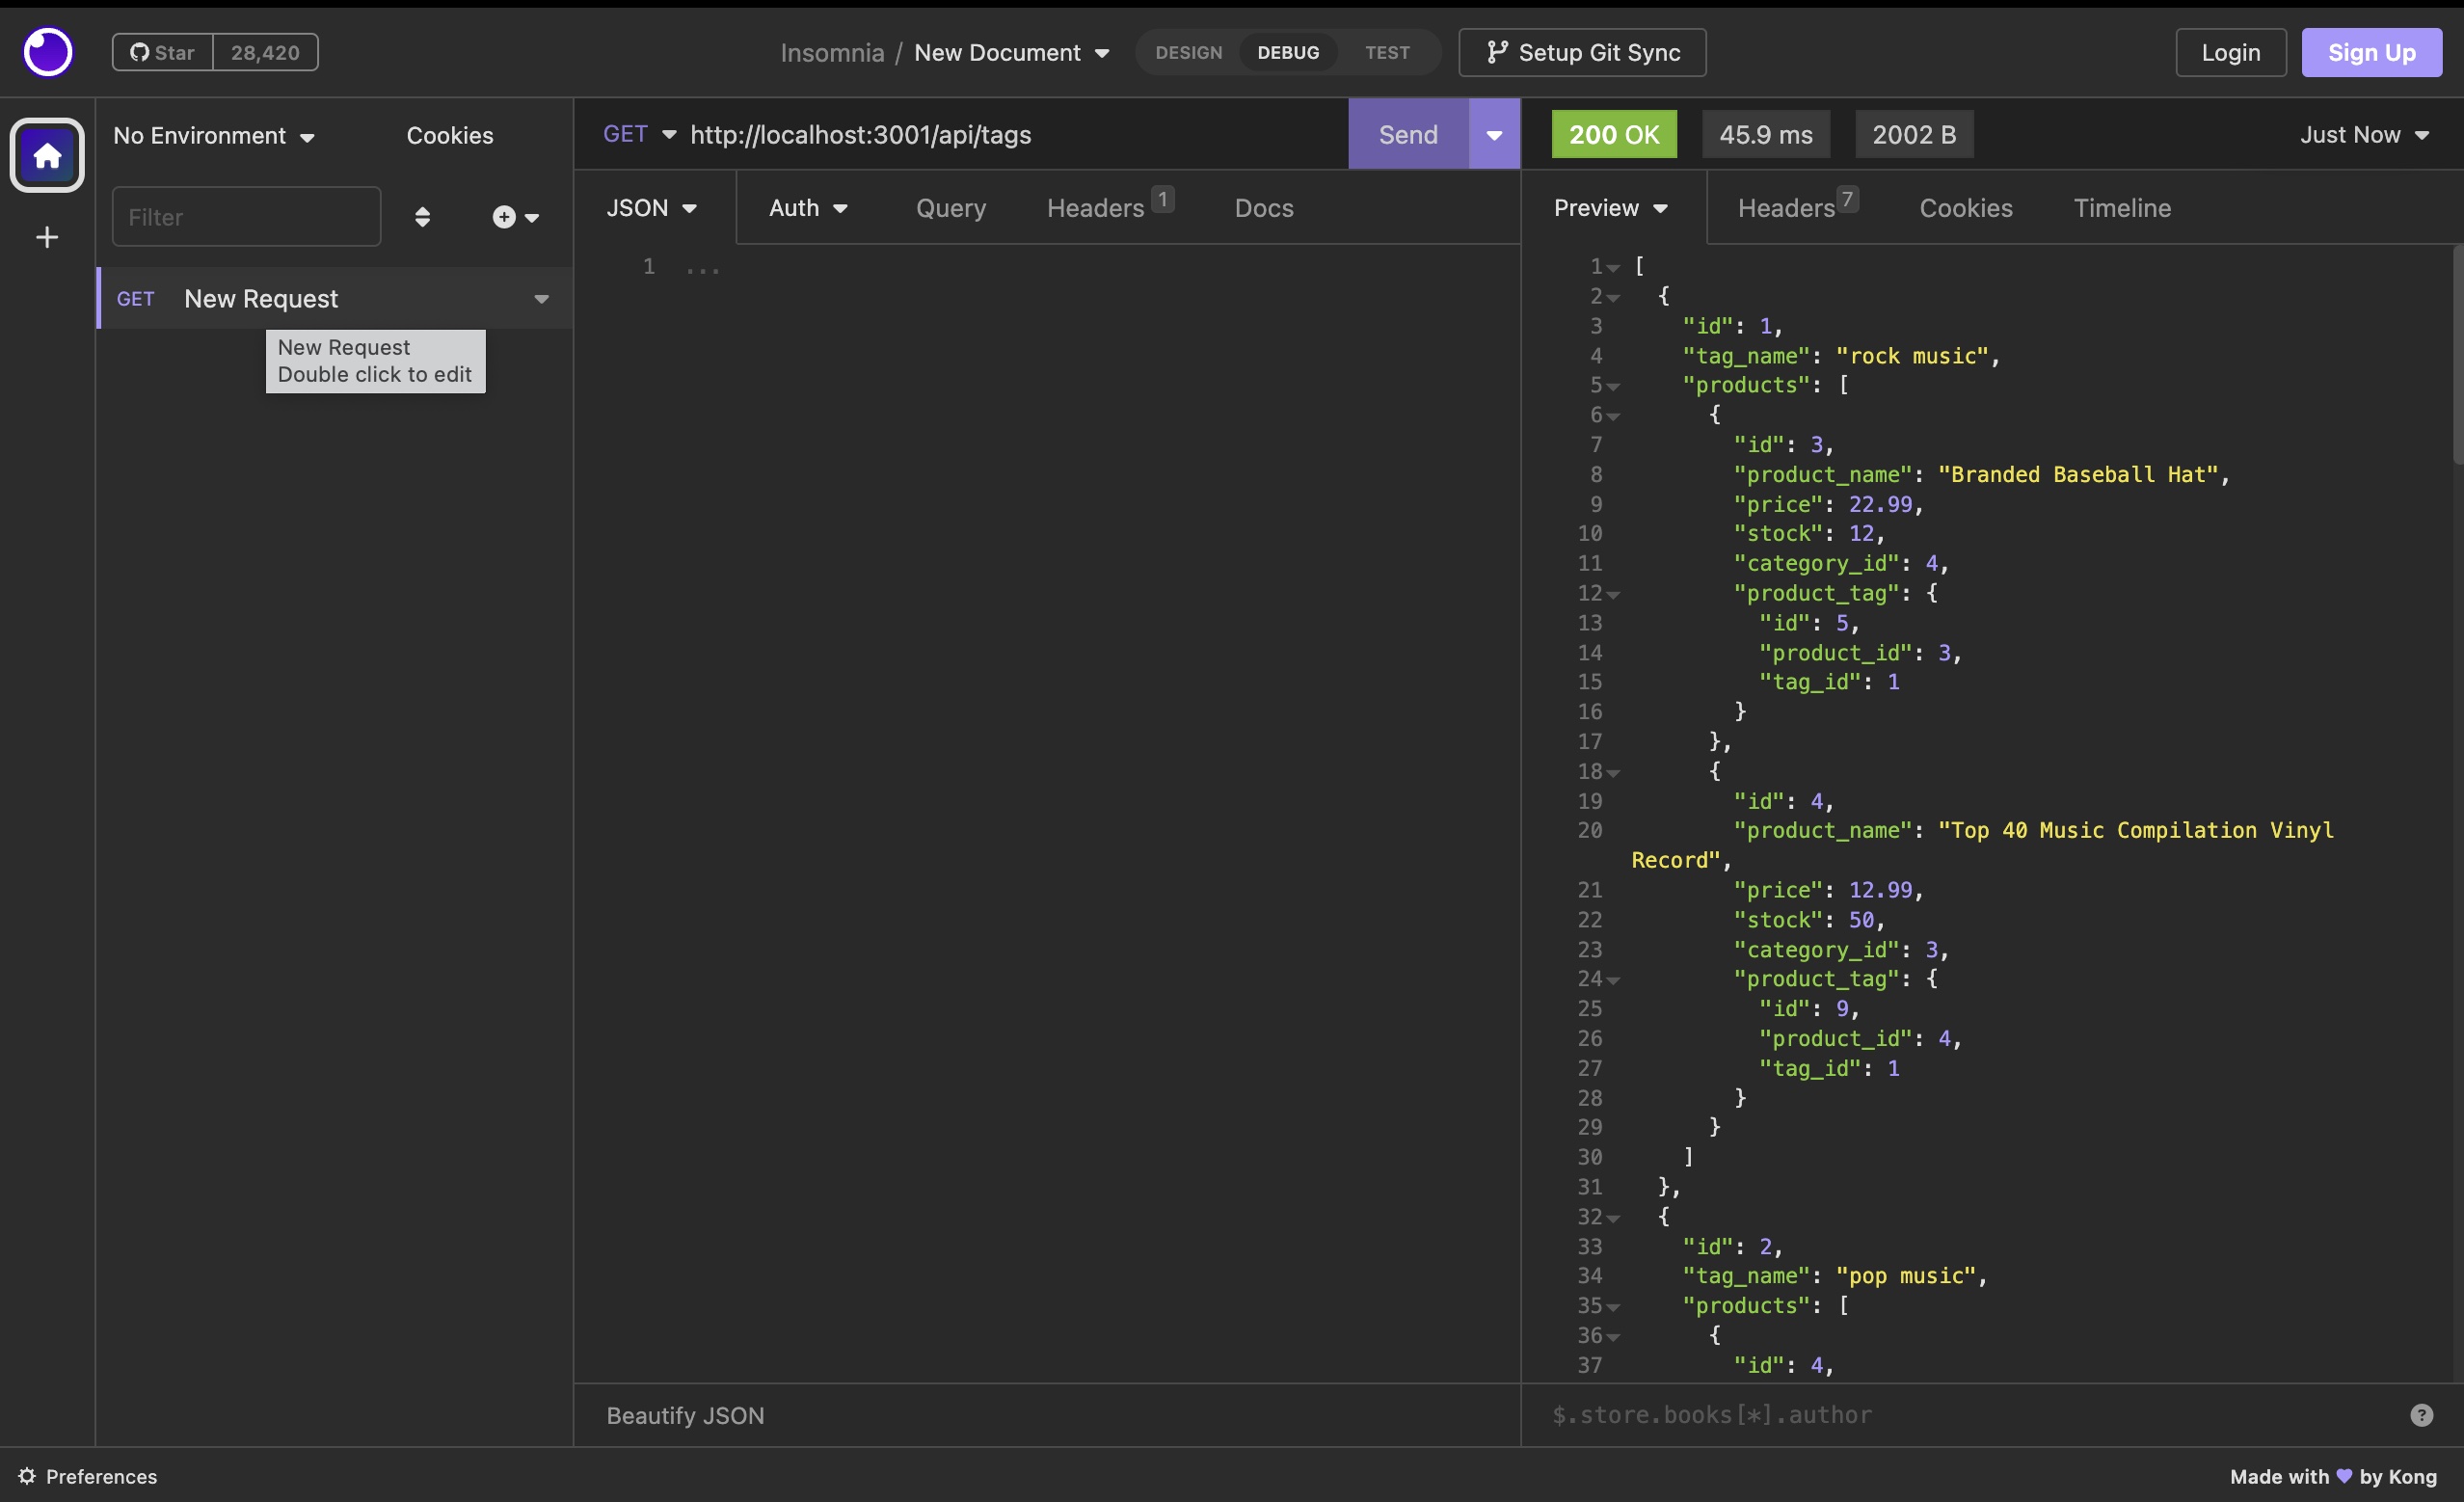 Star 28,420
Insomnia / New Document
DESIGN DEBUG TEST
Setup Git Sync
Login
Sign Up
No Environment
Cookies
Filter
GET New Request
New Request
Double click to edit
GET http://localhost:3001/api/tags
Send
JSON Auth Query Headers 1 Docs
1 ...
Beautify JSON
200 OK 45.9 ms 2002 B
Just Now
Preview Headers 7 Cookies Timeline
1 [
2 {
3 "id": 1,
4 "tag_name": "rock music",
5 "products": [
6 {
7 "id": 3,
8 "product_name": "Branded Baseball Hat",
9 "price": 22.99,
10 "stock": 12,
11 "category_id": 4,
12 "product_tag": {
13 "id": 5,
14 "product_id": 3,
15 "tag_id": 1
16 }
17 },
18 {
19 "id": 4,
20 "product_name": "Top 40 Music Compilation Vinyl
Record",
21 "price": 12.99,
22 "stock": 50,
23 "category_id": 3,
24 "product_tag": {
25 "id": 9,
26 "product_id": 4,
27 "tag_id": 1
28 }
29 }
30 ]
31 },
32 {
33 "id": 2,
34 "tag_name": "pop music",
35 "products": [
36 {
37 "id": 4,
$.store.books[*].author
?
Preferences
Made with 💜 by Kong